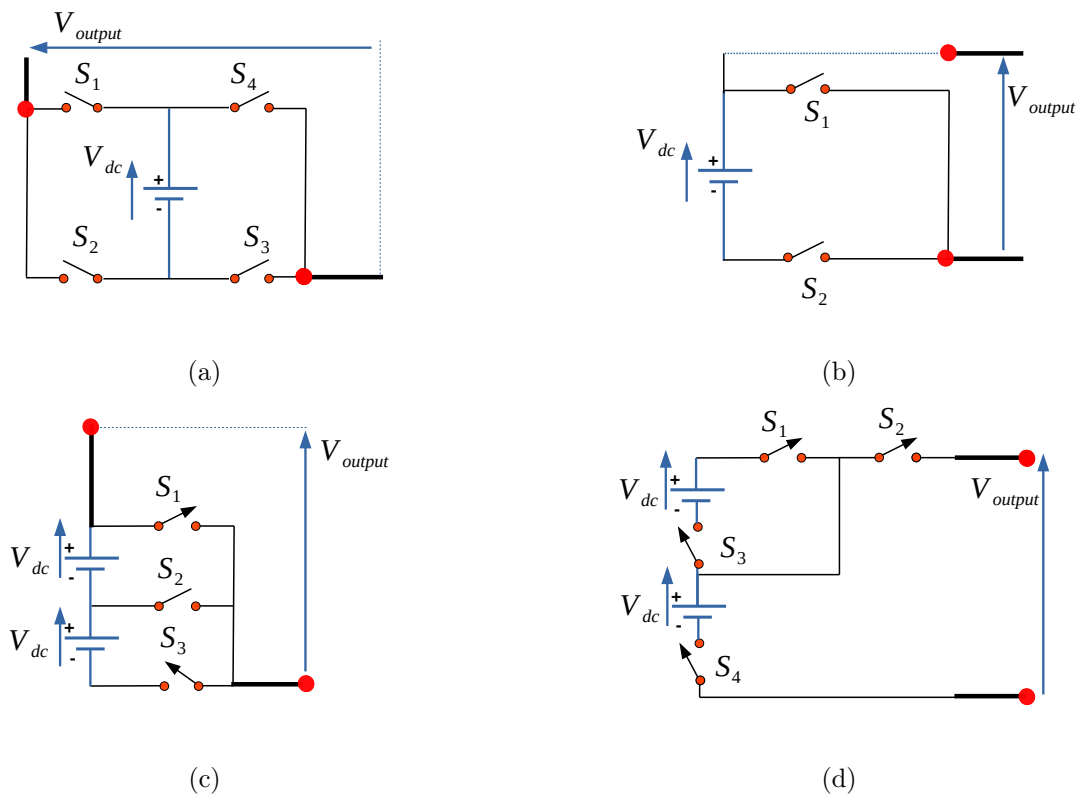 V_output
S_1 S_4
V_dc
+
-
S_2 S_3
(a)
V_output
S_1
V_dc
+
-
S_2
(b)
V_output
S_1
V_dc
+
-
S_2
V_dc
+
-
S_3
(c)
S_1 S_2
V_dc
+
-
V_output
S_3
V_dc
+
-
S_4
(d)